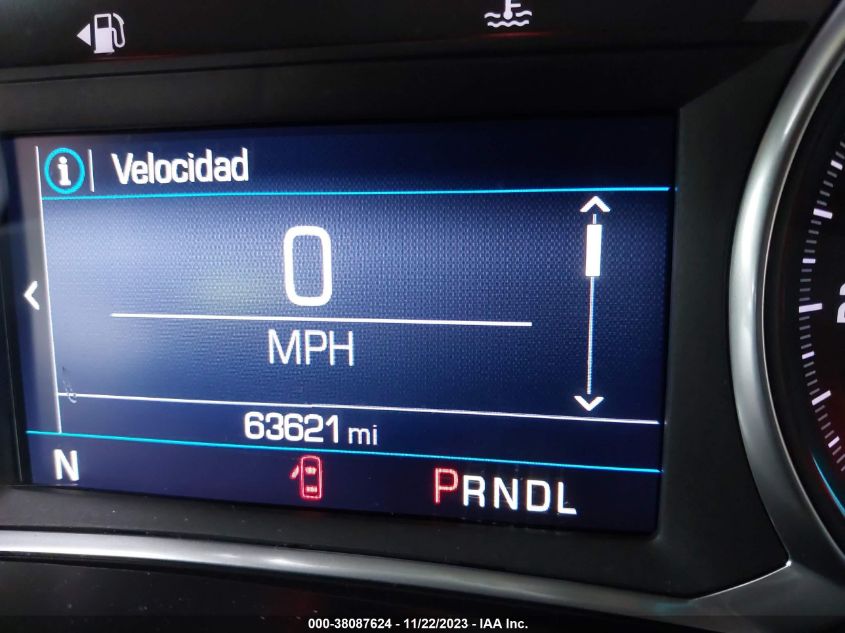 Velocidad
0
MPH
63621 mi
N
PRNDL
000-38087624 - 11/22/2023 - IAA Inc.